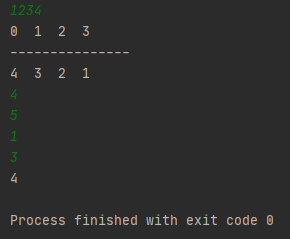 1234
0  1  2  3
---------------
4  3  2  1
4
5
1
3
4
Process finished with exit code 0